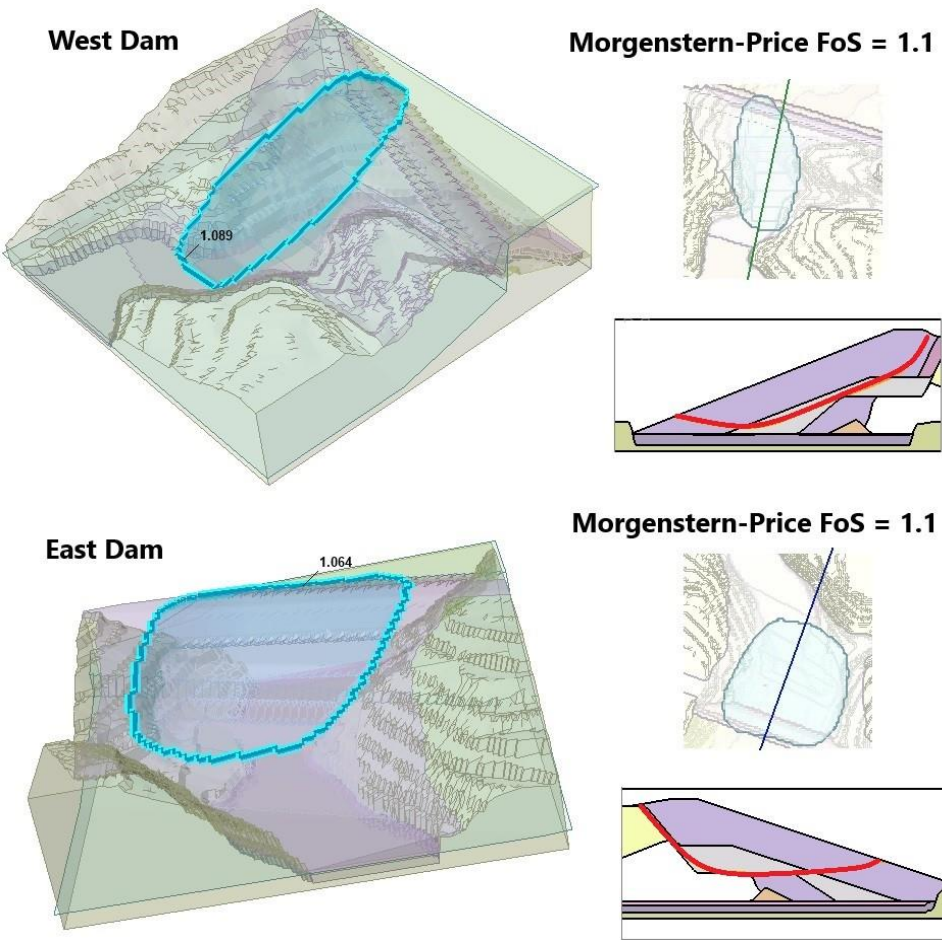 West Dam
Morgenstern-Price FoS = 1.1
1.089
East Dam
Morgenstern-Price FoS = 1.1
1.064